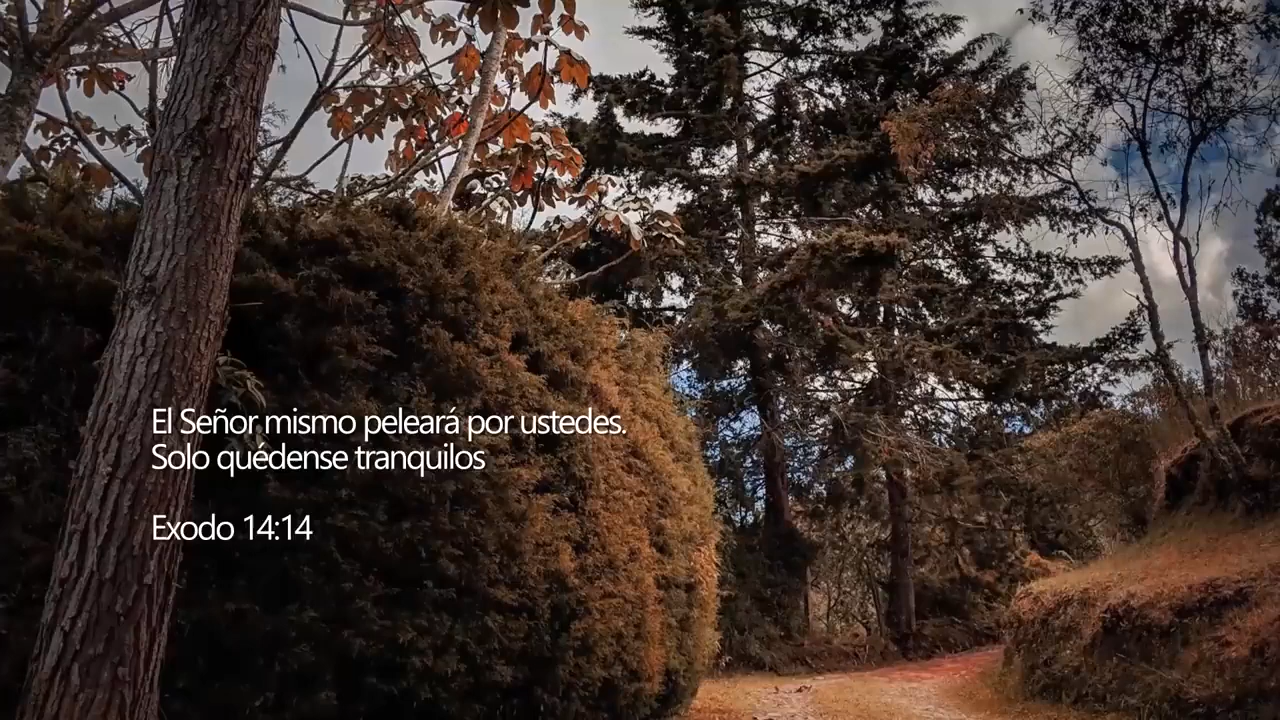 El Señor mismo peleará por ustedes.
Solo quédense tranquilos
Exodo 14:14